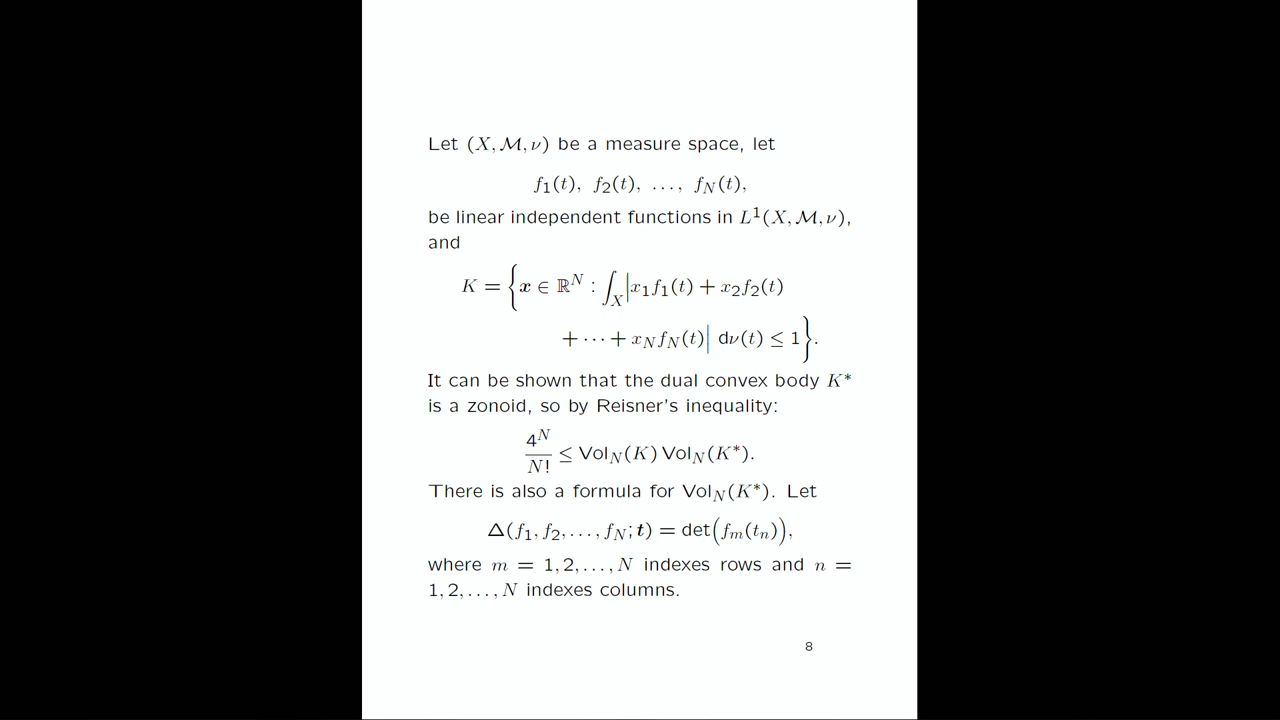 Let (X, ℳ, ν) be a measure space, let
f₁(t), f₂(t), …, f_N(t),
be linear independent functions in L¹(X, ℳ, ν),
and
K = { 𝒙 ∈ ℝ^N : ∫_X |x₁f₁(t) + x₂f₂(t)
+ ⋯ + x_N f_N(t)| dν(t) ≤ 1 }.
It can be shown that the dual convex body K*
is a zonoid, so by Reisner's inequality:
4^N / N! ≤ Vol_N(K) Vol_N(K*).
There is also a formula for Vol_N(K*). Let
Δ(f₁, f₂, …, f_N; 𝒕) = det(f_m(t_n)),
where m = 1, 2, …, N indexes rows and n =
1, 2, …, N indexes columns.
8